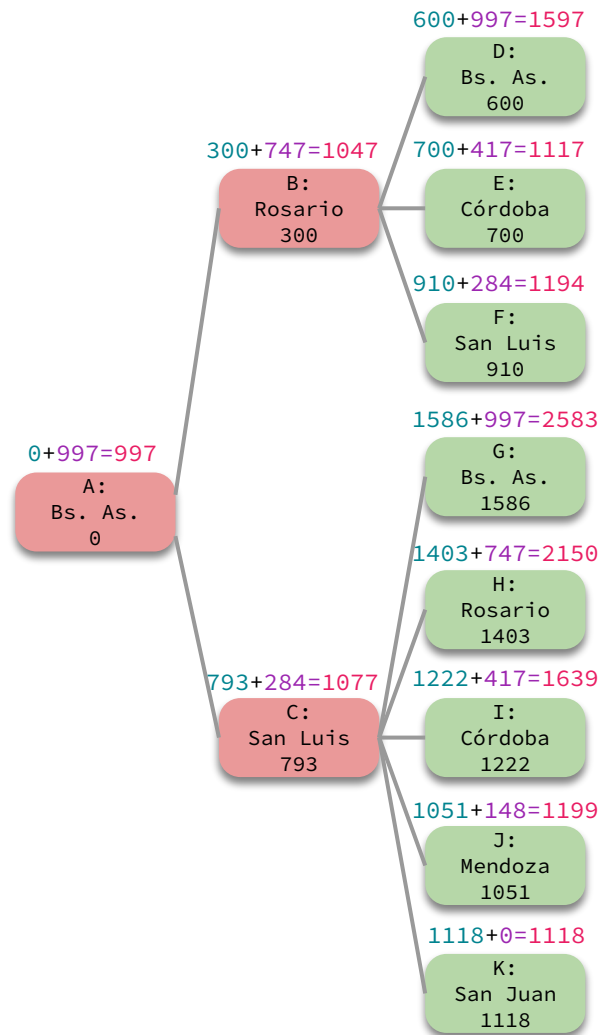 600+997=1597
D:
Bs. As.
600
300+747=1047
B:
Rosario
300
700+417=1117
E:
Córdoba
700
910+284=1194
F:
San Luis
910
0+997=997
A:
Bs. As.
0
1586+997=2583
G:
Bs. As.
1586
1403+747=2150
H:
Rosario
1403
793+284=1077
C:
San Luis
793
1222+417=1639
I:
Córdoba
1222
1051+148=1199
J:
Mendoza
1051
1118+0=1118
K:
San Juan
1118